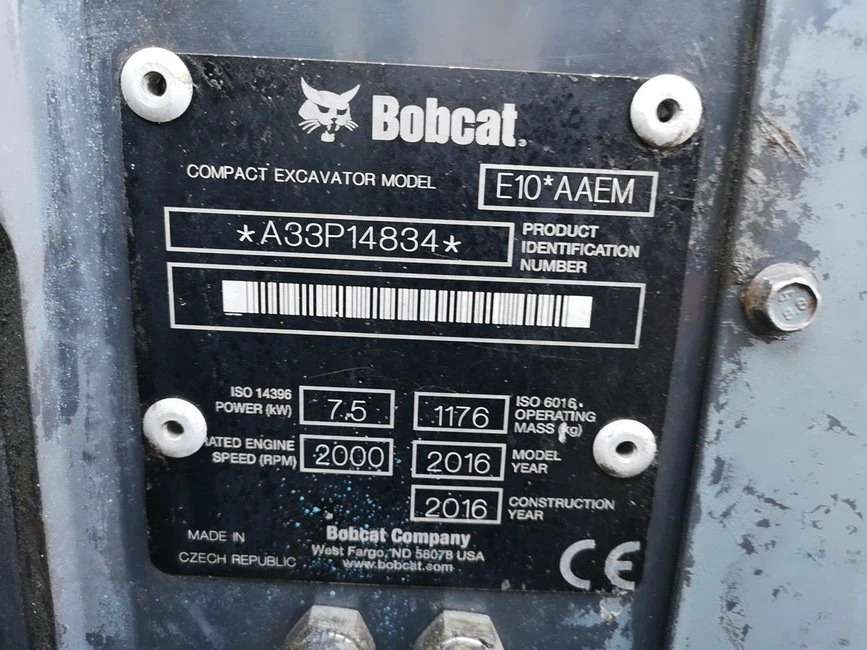 Bobcat
COMPACT EXCAVATOR MODEL E10*AAEM
*A33P14834* PRODUCT
IDENTIFICATION
NUMBER
ISO 14396
POWER (kW) 7.5
1176 ISO 6016
OPERATING
MASS (kg)
RATED ENGINE
SPEED (RPM) 2000
2016 MODEL
YEAR
2016 CONSTRUCTION
YEAR
MADE IN
CZECH REPUBLIC
Bobcat Company
West Fargo, ND 58078 USA
www.bobcat.com
CE